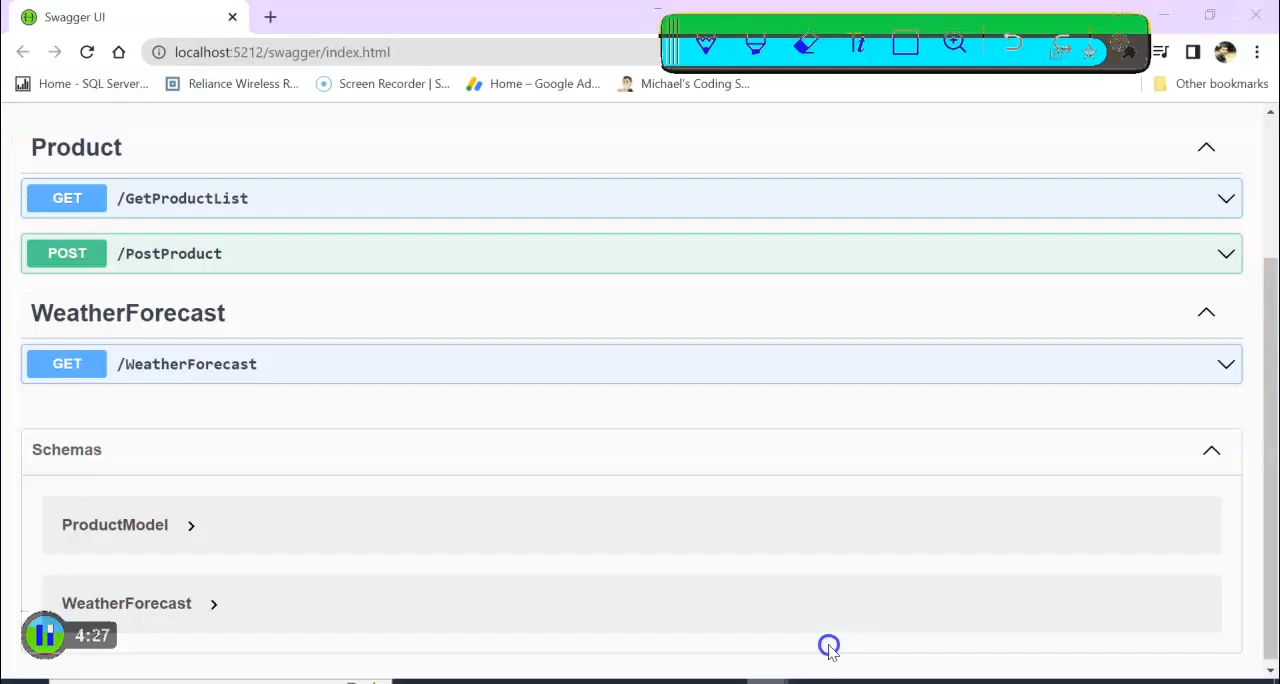 Swagger UI
localhost:5212/swagger/index.html
Tt
Home - SQL Server...
Reliance Wireless R...
Screen Recorder | S...
Home – Google Ad...
Michael's Coding S...
Other bookmarks
Product
GET /GetProductList
POST /PostProduct
WeatherForecast
GET /WeatherForecast
Schemas
ProductModel
WeatherForecast
4:27